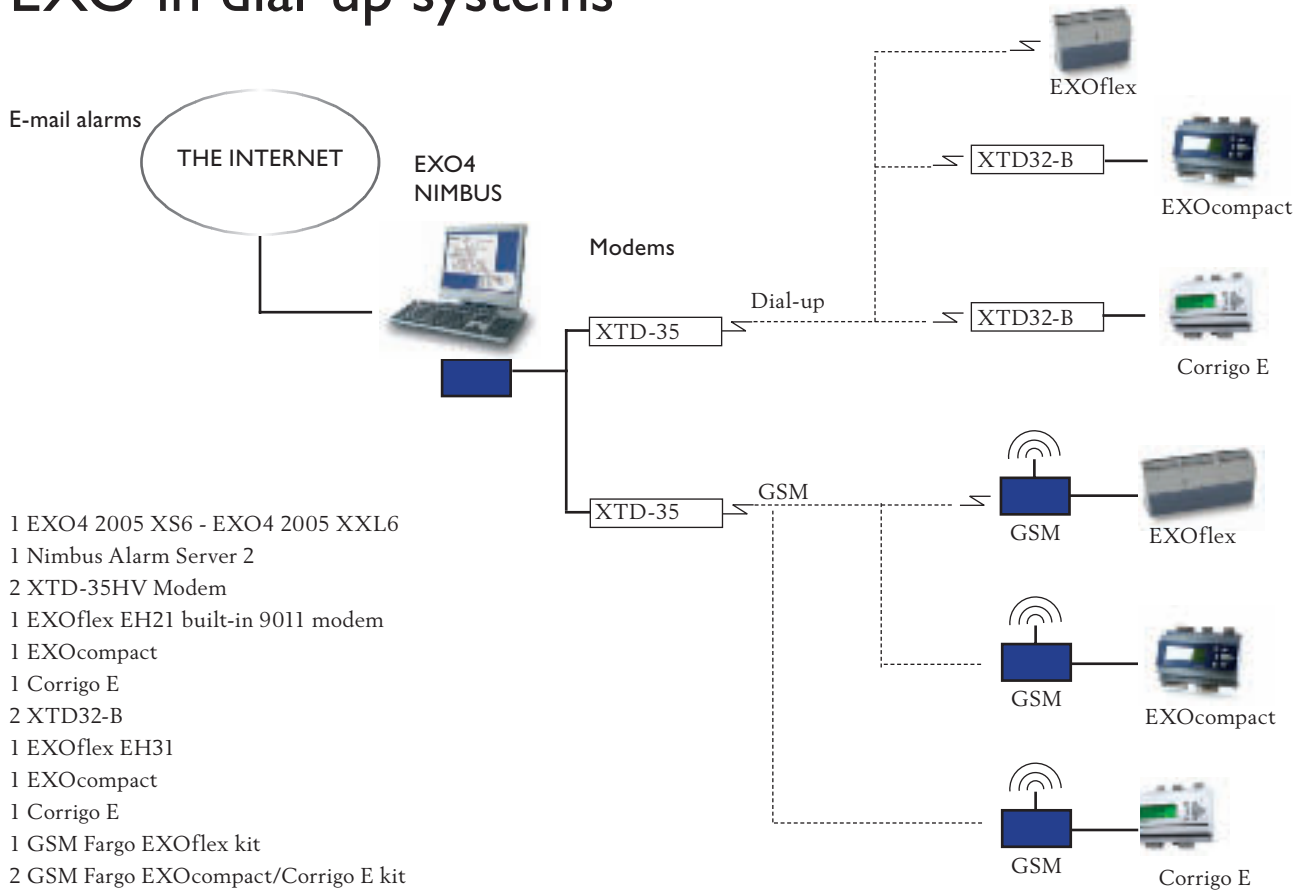 EXO in dial-up systems
E-mail alarms
THE INTERNET
EXO4
NIMBUS
Modems
XTD-35
Dial-up
EXOflex
XTD32-B
EXOcompact
XTD32-B
Corrigo E
XTD-35
GSM
GSM
EXOflex
GSM
EXOcompact
GSM
Corrigo E
1 EXO4 2005 XS6 - EXO4 2005 XXL6
1 Nimbus Alarm Server 2
2 XTD-35HV Modem
1 EXOflex EH21 built-in 9011 modem
1 EXOcompact
1 Corrigo E
2 XTD32-B
1 EXOflex EH31
1 EXOcompact
1 Corrigo E
1 GSM Fargo EXOflex kit
2 GSM Fargo EXOcompact/Corrigo E kit